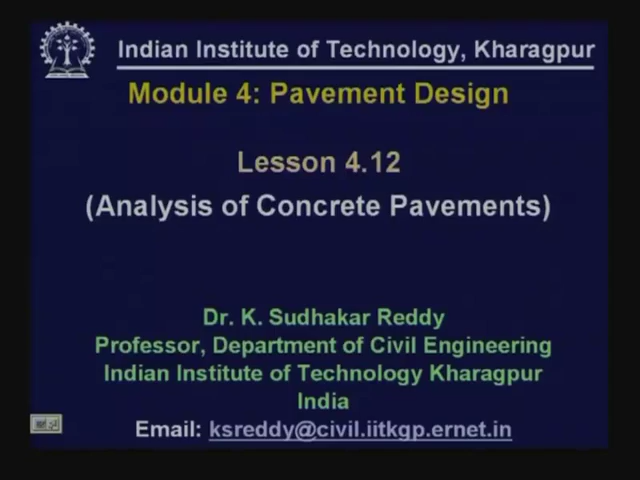 Indian Institute of Technology, Kharagpur
Module 4: Pavement Design
Lesson 4.12
(Analysis of Concrete Pavements)
Dr. K. Sudhakar Reddy
Professor, Department of Civil Engineering
Indian Institute of Technology Kharagpur
India
Email: ksreddy@civil.iitkgp.ernet.in